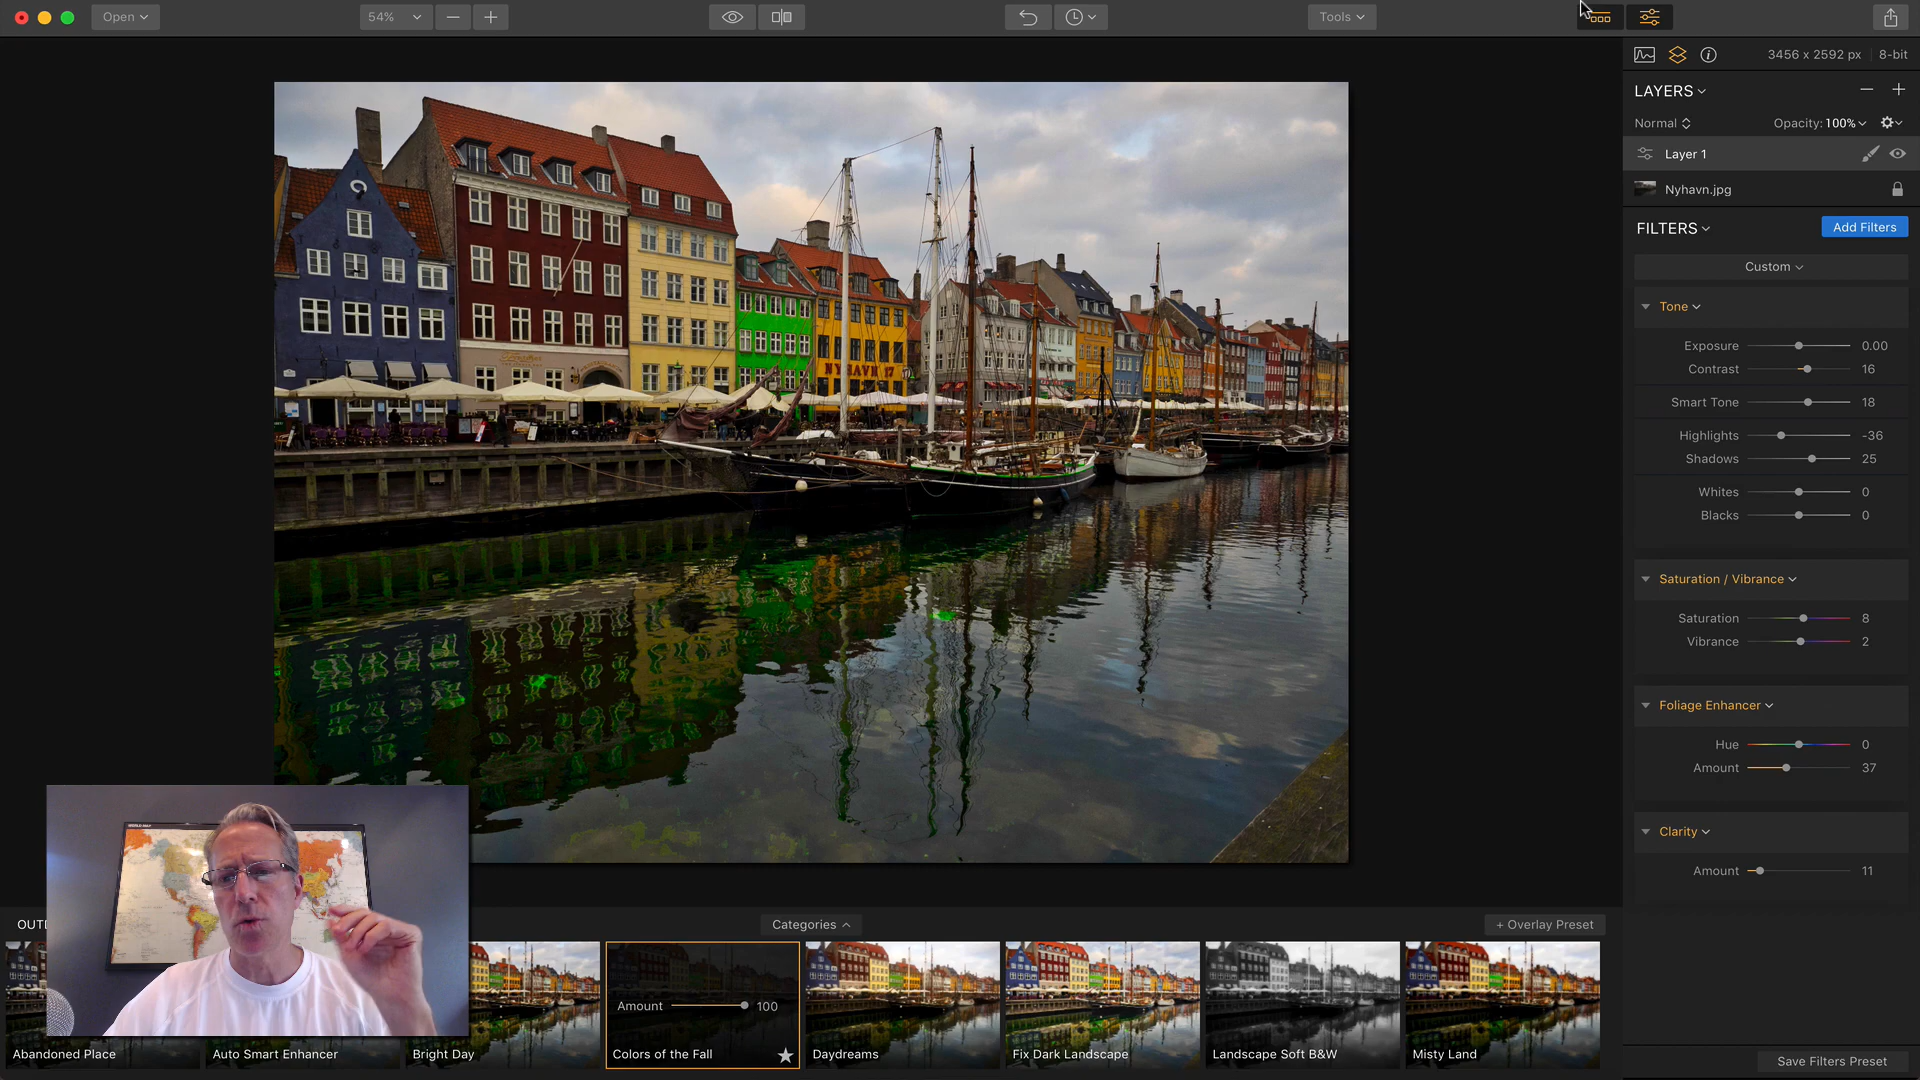 Open
54%
Tools
3456 x 2592 px
8-bit
LAYERS
Normal
Opacity: 100%
Layer 1
Nyhavn.jpg
FILTERS
Add Filters
Custom
Tone
Exposure 0.00
Contrast 16
Smart Tone 18
Highlights -36
Shadows 25
Whites 0
Blacks 0
Saturation / Vibrance
Saturation 8
Vibrance 2
Foliage Enhancer
Hue 0
Amount 37
Clarity
Amount 11
NYHAVN 17
Categories
+ Overlay Preset
Amount 100
Abandoned Place
Auto Smart Enhancer
Bright Day
Colors of the Fall
Daydreams
Fix Dark Landscape
Landscape Soft B&W
Misty Land
Save Filters Preset